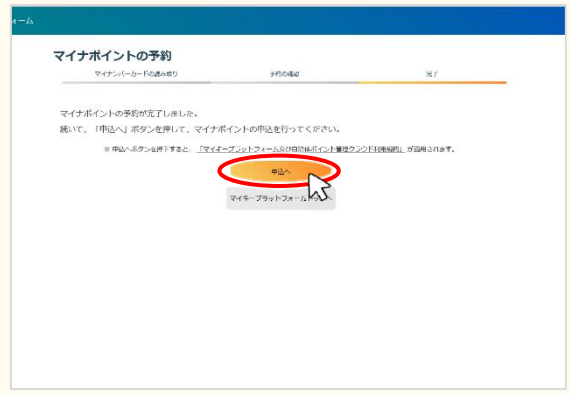 ォーム
マイナポイントの予約
マイナンバーカードの読み取り
予約の確認
完了
マイナポイントの予約が完了しました。
続いて、「申込へ」ボタンを押して、マイナポイントの申込を行ってください。
※ 申込へボタンを押下すると、「マイキープラットフォーム及び自治体ポイント管理クラウド利用規約」が適用されます。
申込へ
マイキープラットフォームトップへ